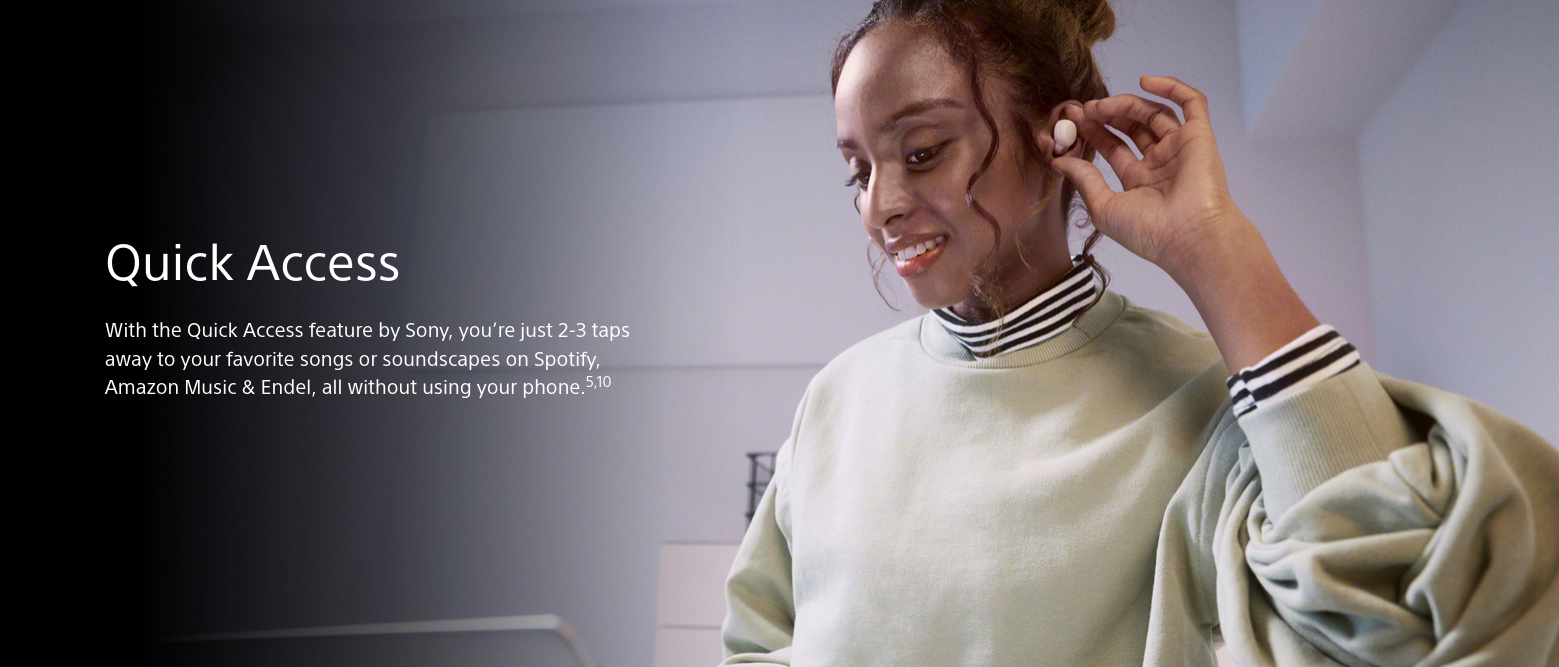 Quick Access
With the Quick Access feature by Sony, you’re just 2-3 taps
away to your favorite songs or soundscapes on Spotify,
Amazon Music & Endel, all without using your phone.5,10